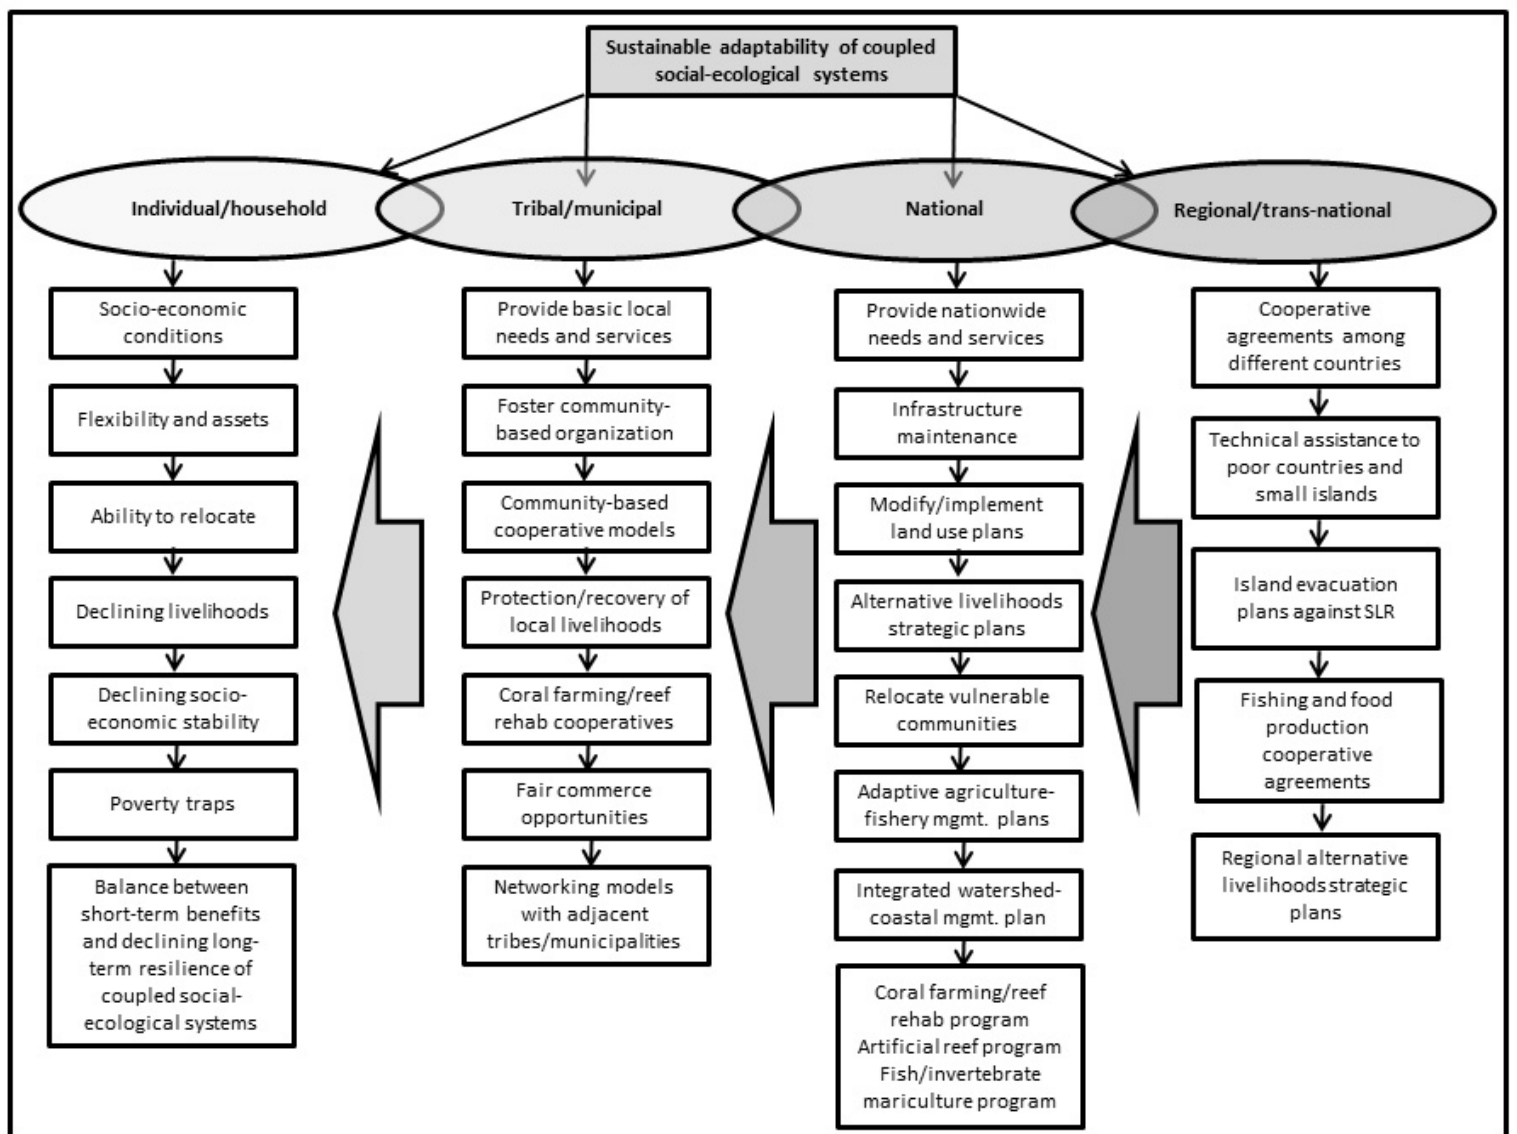 Sustainable adaptability of coupled
social-ecological systems
Individual/household
Tribal/municipal
National
Regional/trans-national
Socio-economic
conditions
Flexibility and assets
Ability to relocate
Declining livelihoods
Declining socio-
economic stability
Poverty traps
Balance between
short-term benefits
and declining long-
term resilience of
coupled social-
ecological systems
Provide basic local
needs and services
Foster community-
based organization
Community-based
cooperative models
Protection/recovery of
local livelihoods
Coral farming/reef
rehab cooperatives
Fair commerce
opportunities
Networking models
with adjacent
tribes/municipalities
Provide nationwide
needs and services
Infrastructure
maintenance
Modify/implement
land use plans
Alternative livelihoods
strategic plans
Relocate vulnerable
communities
Adaptive agriculture-
fishery mgmt. plans
Integrated watershed-
coastal mgmt. plan
Coral farming/reef
rehab program
Artificial reef program
Fish/invertebrate
mariculture program
Cooperative
agreements among
different countries
Technical assistance to
poor countries and
small islands
Island evacuation
plans against SLR
Fishing and food
production
cooperative
agreements
Regional alternative
livelihoods strategic
plans